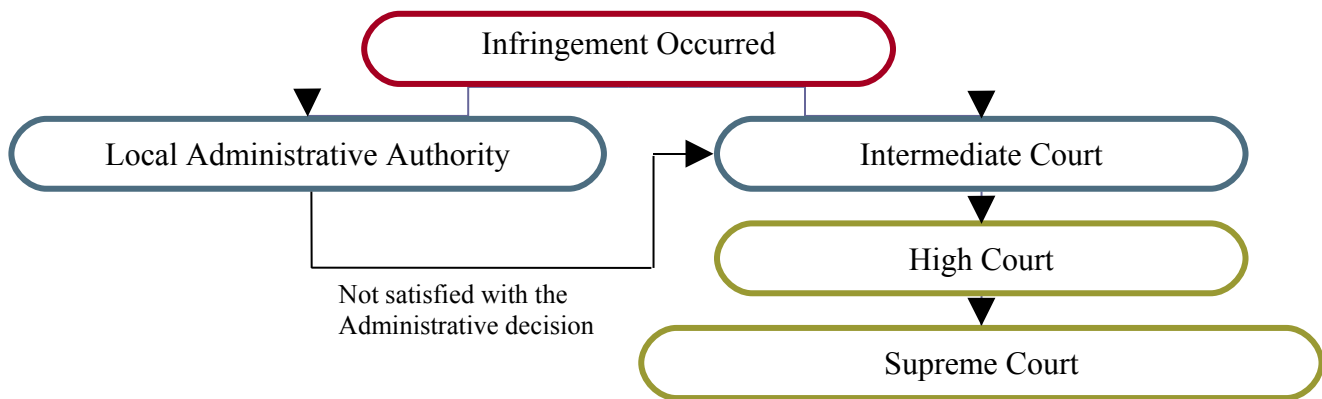 Infringement Occurred
Local Administrative Authority
Intermediate Court
High Court
Not satisfied with the
Administrative decision
Supreme Court